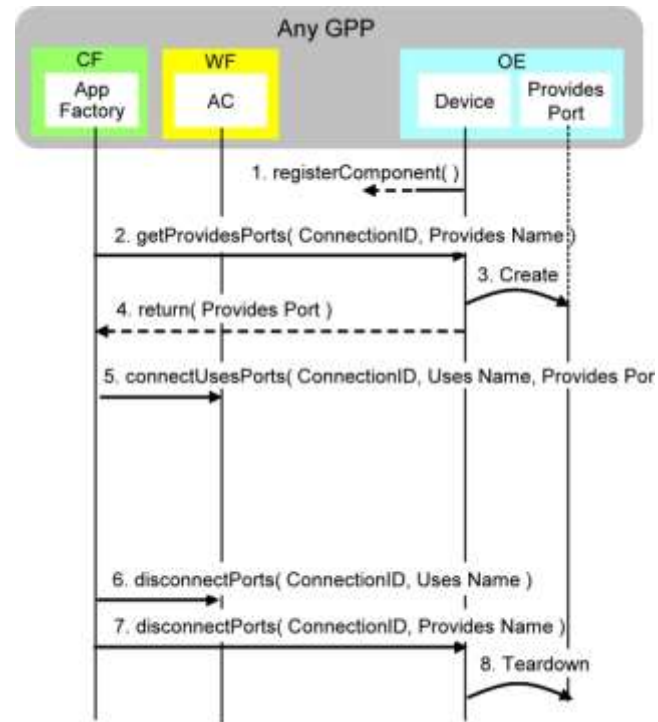 Any GPP
CF
WF
OE
App
Factory
AC
Device
Provides
Port
1. registerComponent( )
2. getProvidesPorts( ConnectionID, Provides Name )
3. Create
4. return( Provides Port )
5. connectUsesPorts( ConnectionID, Uses Name, Provides Por
6. disconnectPorts( ConnectionID, Uses Name )
7. disconnectPorts( ConnectionID, Provides Name )
8. Teardown